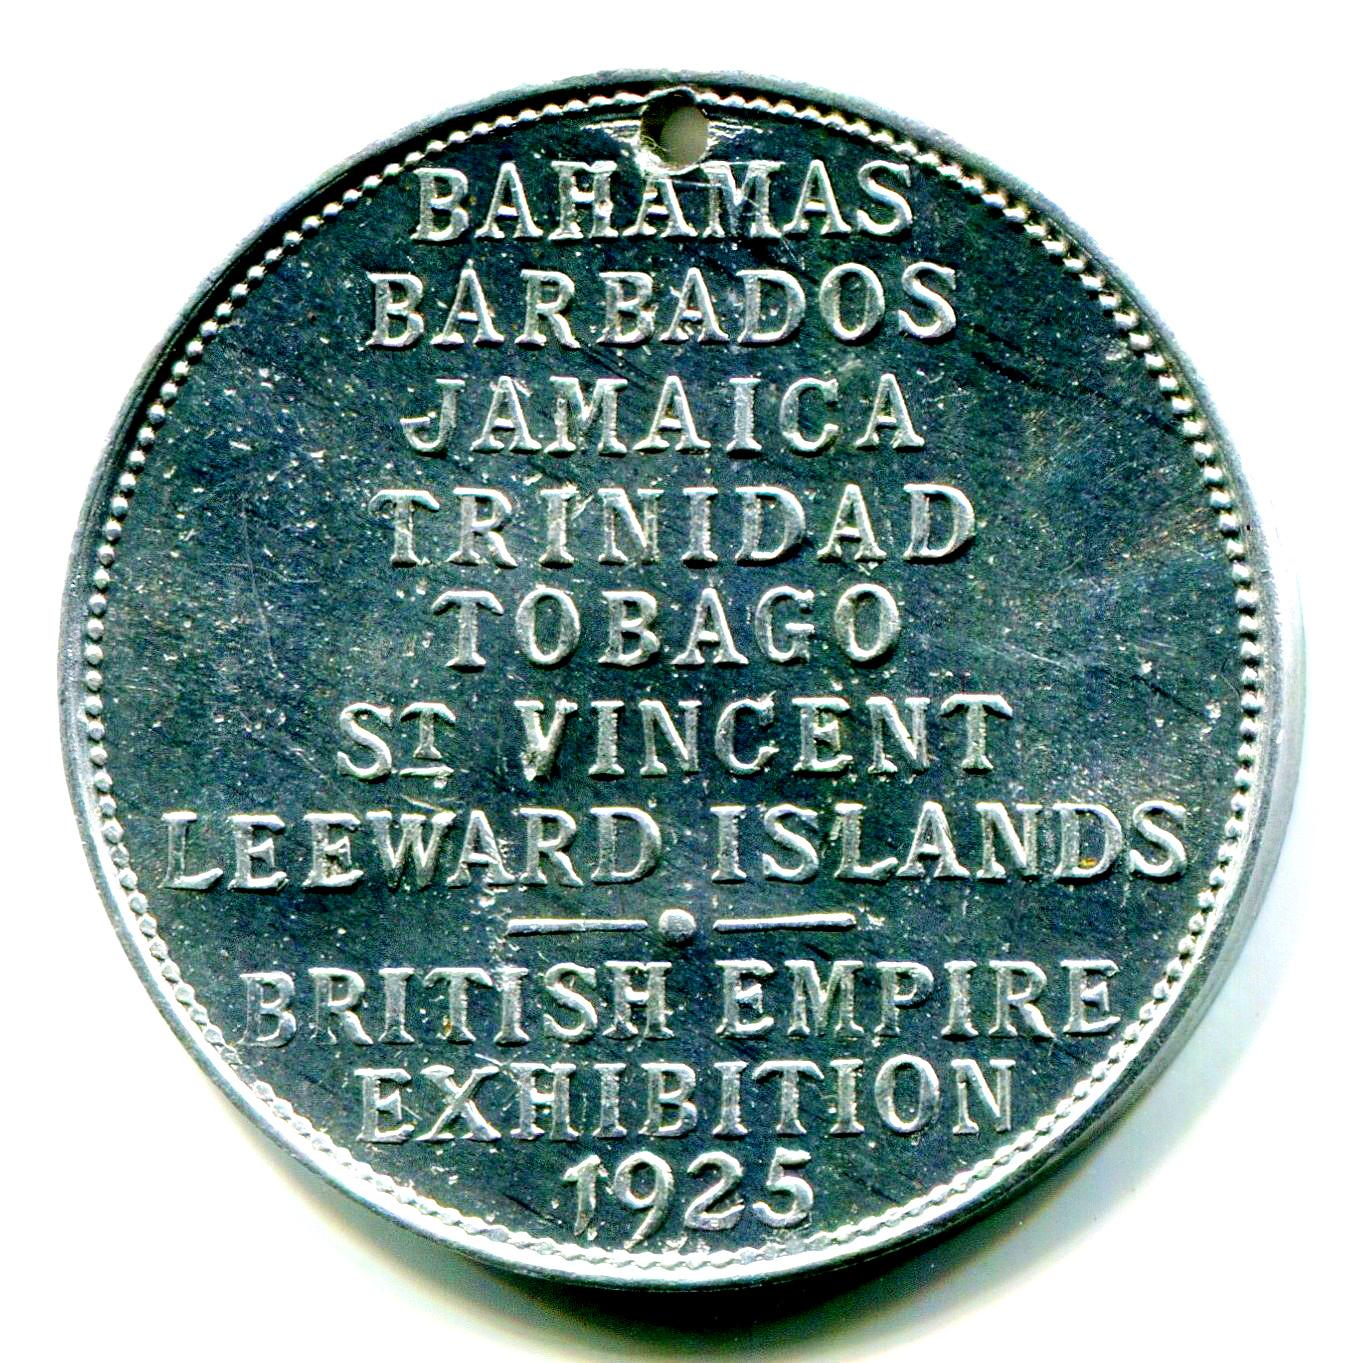 BAHAMAS
BARBADOS
JAMAICA
TRINIDAD
TOBAGO
ST VINCENT
LEEWARD ISLANDS
BRITISH EMPIRE
EXHIBITION
1925